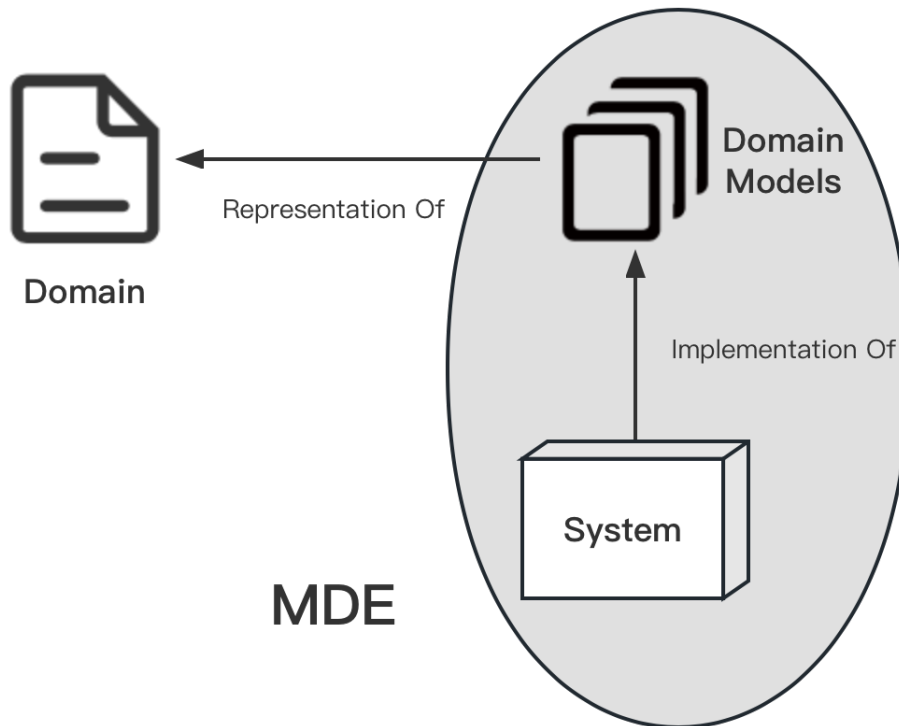 Domain
Models
Representation Of
Domain
Implementation Of
System
MDE